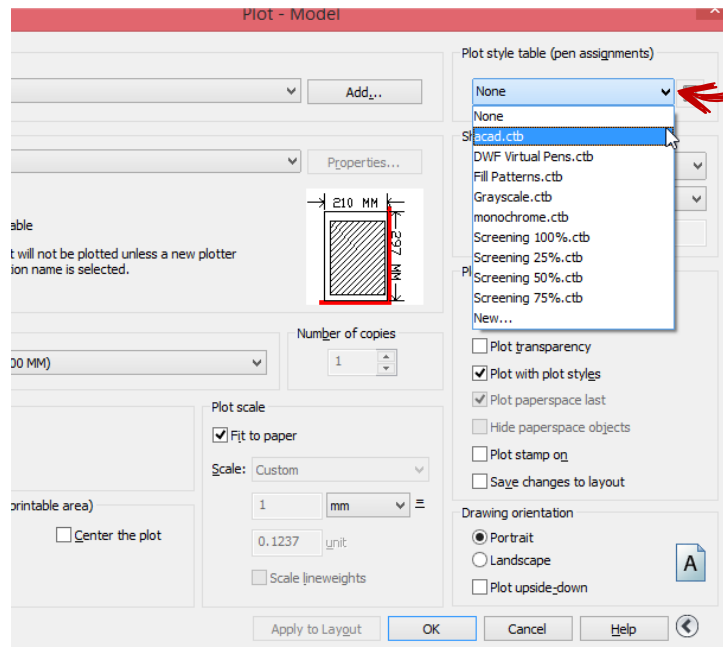 Plot - Model
Plot style table (pen assignments)
Add...
None
None
acad.ctb
DWF Virtual Pens.ctb
Fill Patterns.ctb
Grayscale.ctb
monochrome.ctb
Screening 100%.ctb
Screening 25%.ctb
Screening 50%.ctb
Screening 75%.ctb
New...
Sh
Properties...
210 MM
297 MM
able
t will not be plotted unless a new plotter
tion name is selected.
Pl
Number of copies
00 MM)
1
Plot transparency
Plot with plot styles
Plot paperspace last
Hide paperspace objects
Plot stamp on
Save changes to layout
Plot scale
Fit to paper
Scale: Custom
1 mm =
0.1237 unit
Scale lineweights
printable area)
Center the plot
Drawing orientation
Portrait
Landscape
Plot upside-down
A
Apply to Layout OK Cancel Help